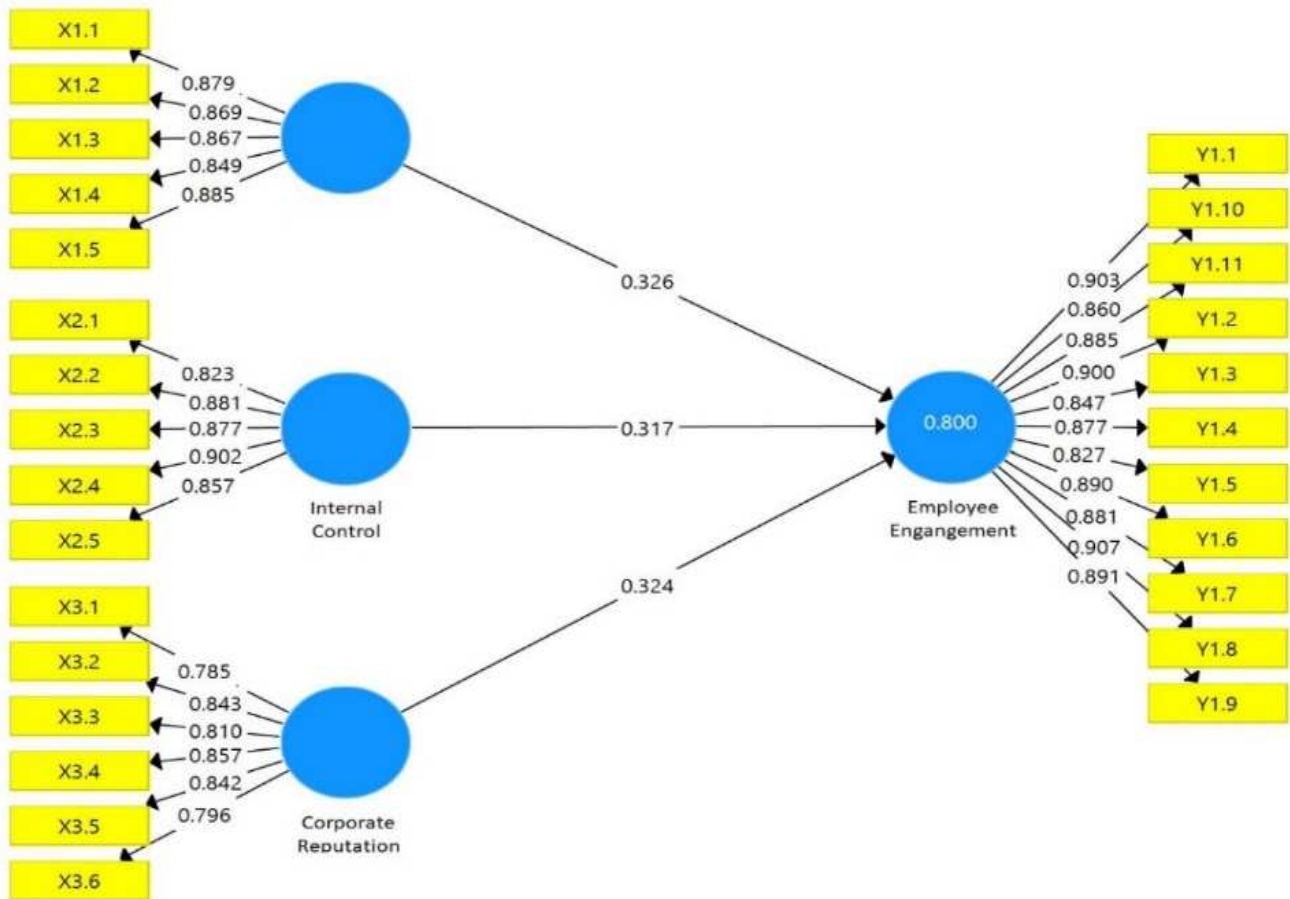 X1.1
X1.2
X1.3
X1.4
X1.5
0.879
0.869
0.867
0.849
0.885
X2.1
X2.2
X2.3
X2.4
X2.5
0.823
0.881
0.877
0.902
0.857
Internal
Control
X3.1
X3.2
X3.3
X3.4
X3.5
X3.6
0.785
0.843
0.810
0.857
0.842
0.796
Corporate
Reputation
0.326
0.317
0.324
0.800
Employee
Engangement
0.903
0.860
0.885
0.900
0.847
0.877
0.827
0.890
0.881
0.907
0.891
Y1.1
Y1.10
Y1.11
Y1.2
Y1.3
Y1.4
Y1.5
Y1.6
Y1.7
Y1.8
Y1.9